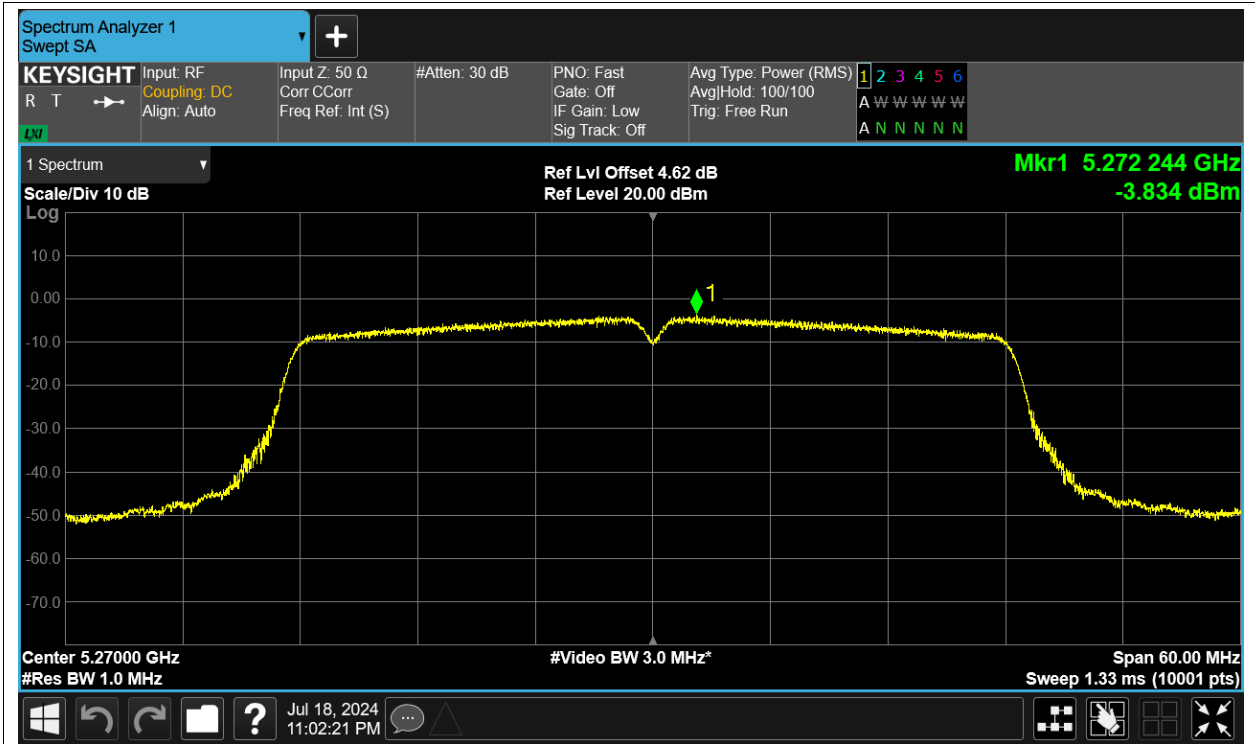 Spectrum Analyzer 1
Swept SA
KEYSIGHT
R T
LXI
Input: RF
Coupling: DC
Align: Auto
Input Z: 50 Ω
Corr CCorr
Freq Ref: Int (S)
#Atten: 30 dB
PNO: Fast
Gate: Off
IF Gain: Low
Sig Track: Off
Avg Type: Power (RMS)
Avg|Hold: 100/100
Trig: Free Run
1 2 3 4 5 6
A W W W W W
A N N N N N
1 Spectrum
Scale/Div 10 dB
Log
Ref Lvl Offset 4.62 dB
Ref Level 20.00 dBm
Mkr1 5.272 244 GHz
-3.834 dBm
10.0
0.00
-10.0
-20.0
-30.0
-40.0
-50.0
-60.0
-70.0
1
Center 5.27000 GHz
#Res BW 1.0 MHz
#Video BW 3.0 MHz*
Span 60.00 MHz
Sweep 1.33 ms (10001 pts)
?
Jul 18, 2024
11:02:21 PM